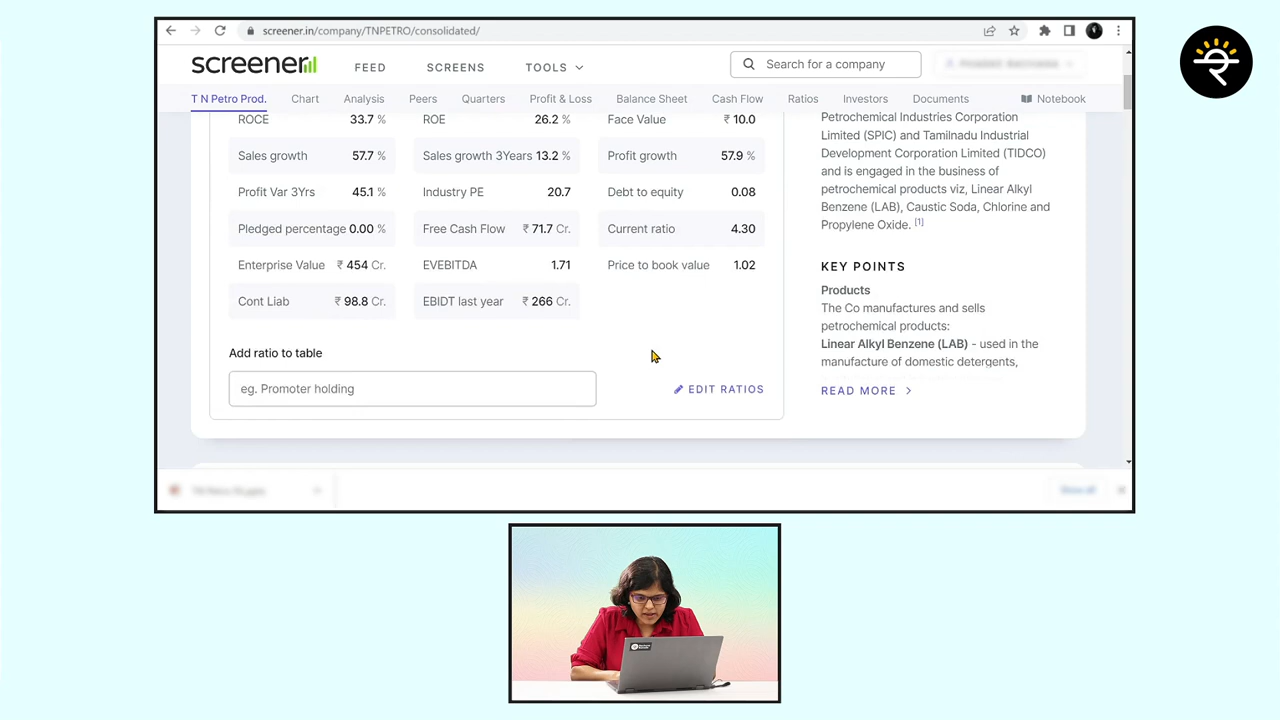 screener.in/company/TNPETRO/consolidated/
screener
FEED
SCREENS
TOOLS
Search for a company
T N Petro Prod.
Chart
Analysis
Peers
Quarters
Profit & Loss
Balance Sheet
Cash Flow
Ratios
Investors
Documents
Notebook
ROCE 33.7 %
ROE 26.2 %
Face Value ₹ 10.0
Sales growth 57.7 %
Sales growth 3Years 13.2 %
Profit growth 57.9 %
Profit Var 3Yrs 45.1 %
Industry PE 20.7
Debt to equity 0.08
Pledged percentage 0.00 %
Free Cash Flow ₹ 71.7 Cr.
Current ratio 4.30
Enterprise Value ₹ 454 Cr.
EVEBITDA 1.71
Price to book value 1.02
Cont Liab ₹ 98.8 Cr.
EBIDT last year ₹ 266 Cr.
Add ratio to table
eg. Promoter holding
EDIT RATIOS
Petrochemical Industries Corporation
Limited (SPIC) and Tamilnadu Industrial
Development Corporation Limited (TIDCO)
and is engaged in the business of
petrochemical products viz, Linear Alkyl
Benzene (LAB), Caustic Soda, Chlorine and
Propylene Oxide. [1]
KEY POINTS
Products
The Co manufactures and sells
petrochemical products:
Linear Alkyl Benzene (LAB) - used in the
manufacture of domestic detergents,
READ MORE